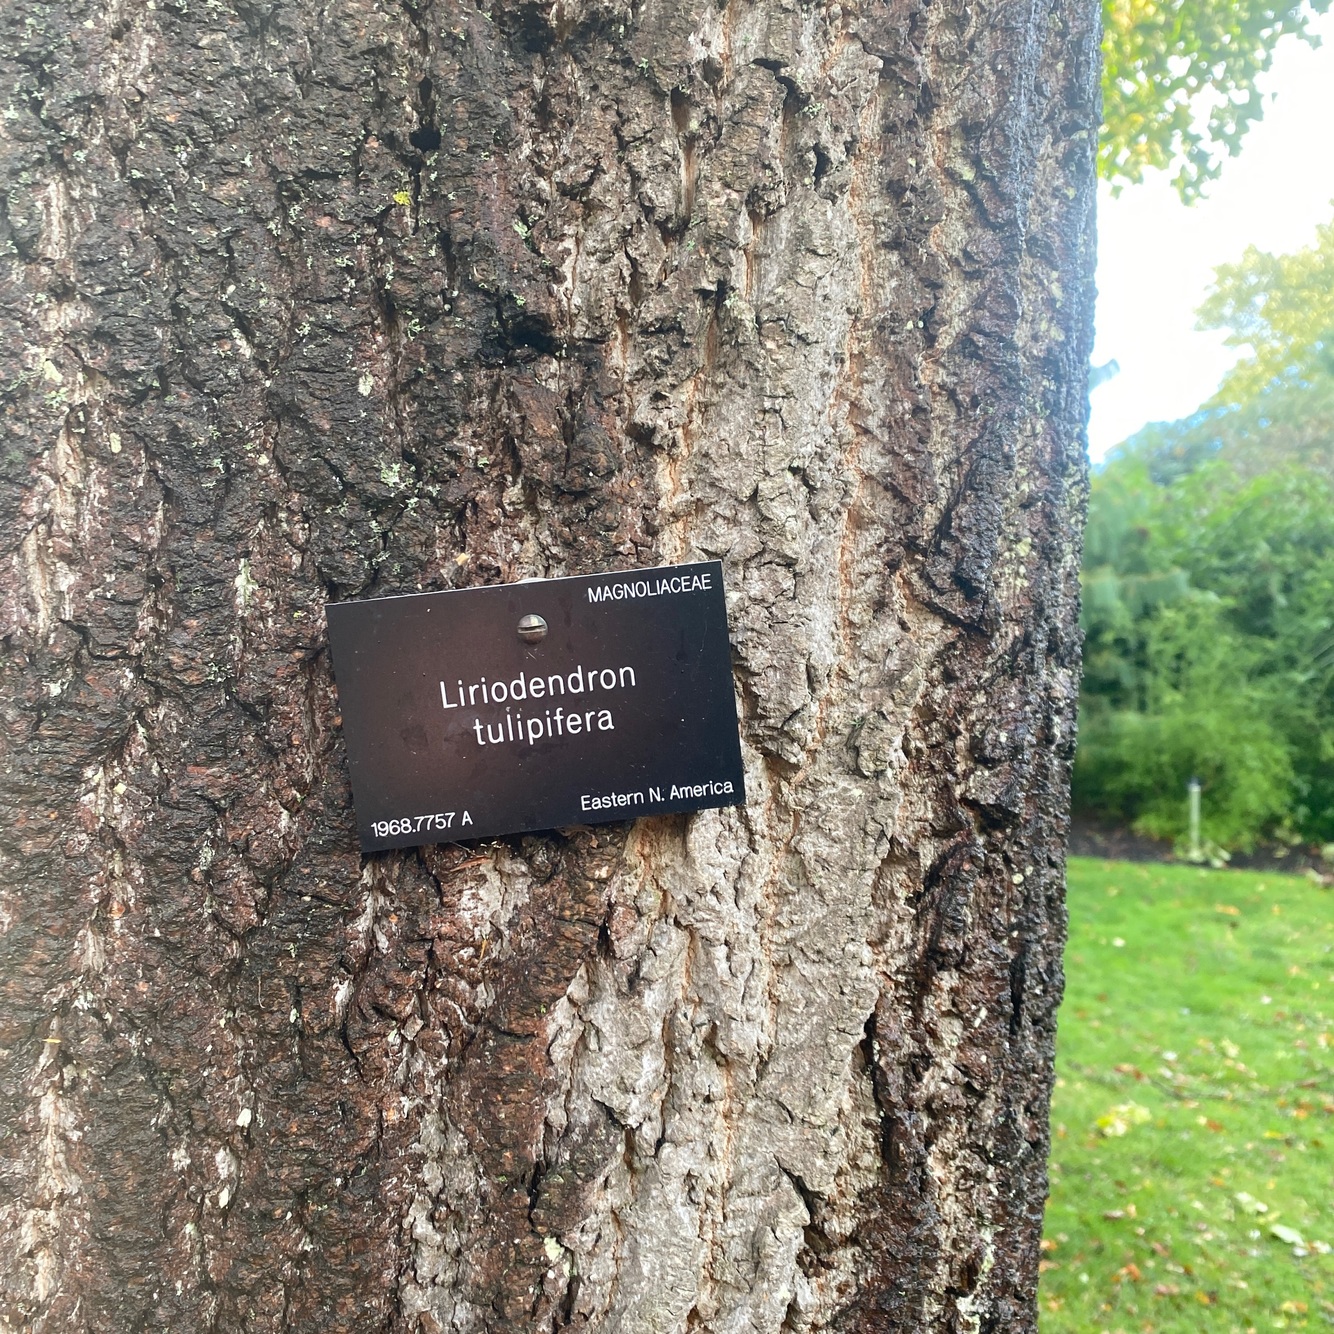 MAGNOLIACEAE
Liriodendron
tulipifera
Eastern N. America
1968.7757 A